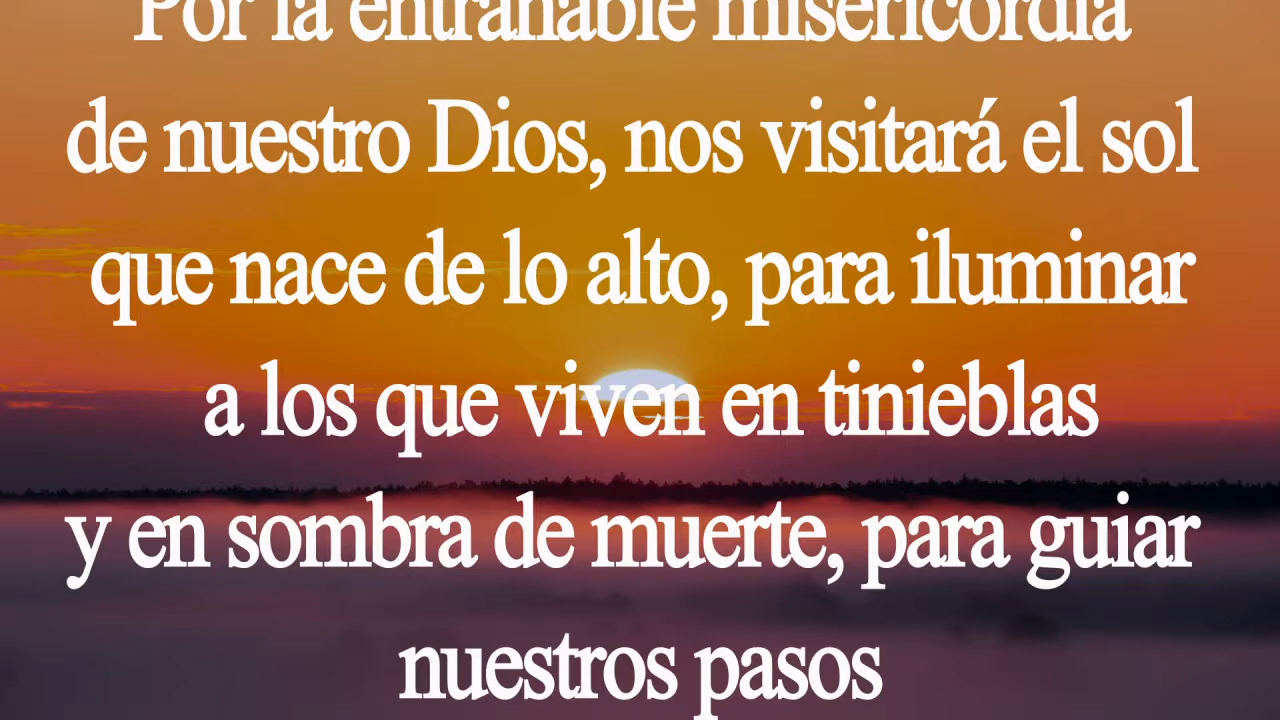 Por la entrañable misericordia
de nuestro Dios, nos visitará el sol
que nace de lo alto, para iluminar
a los que viven en tinieblas
y en sombra de muerte, para guiar
nuestros pasos